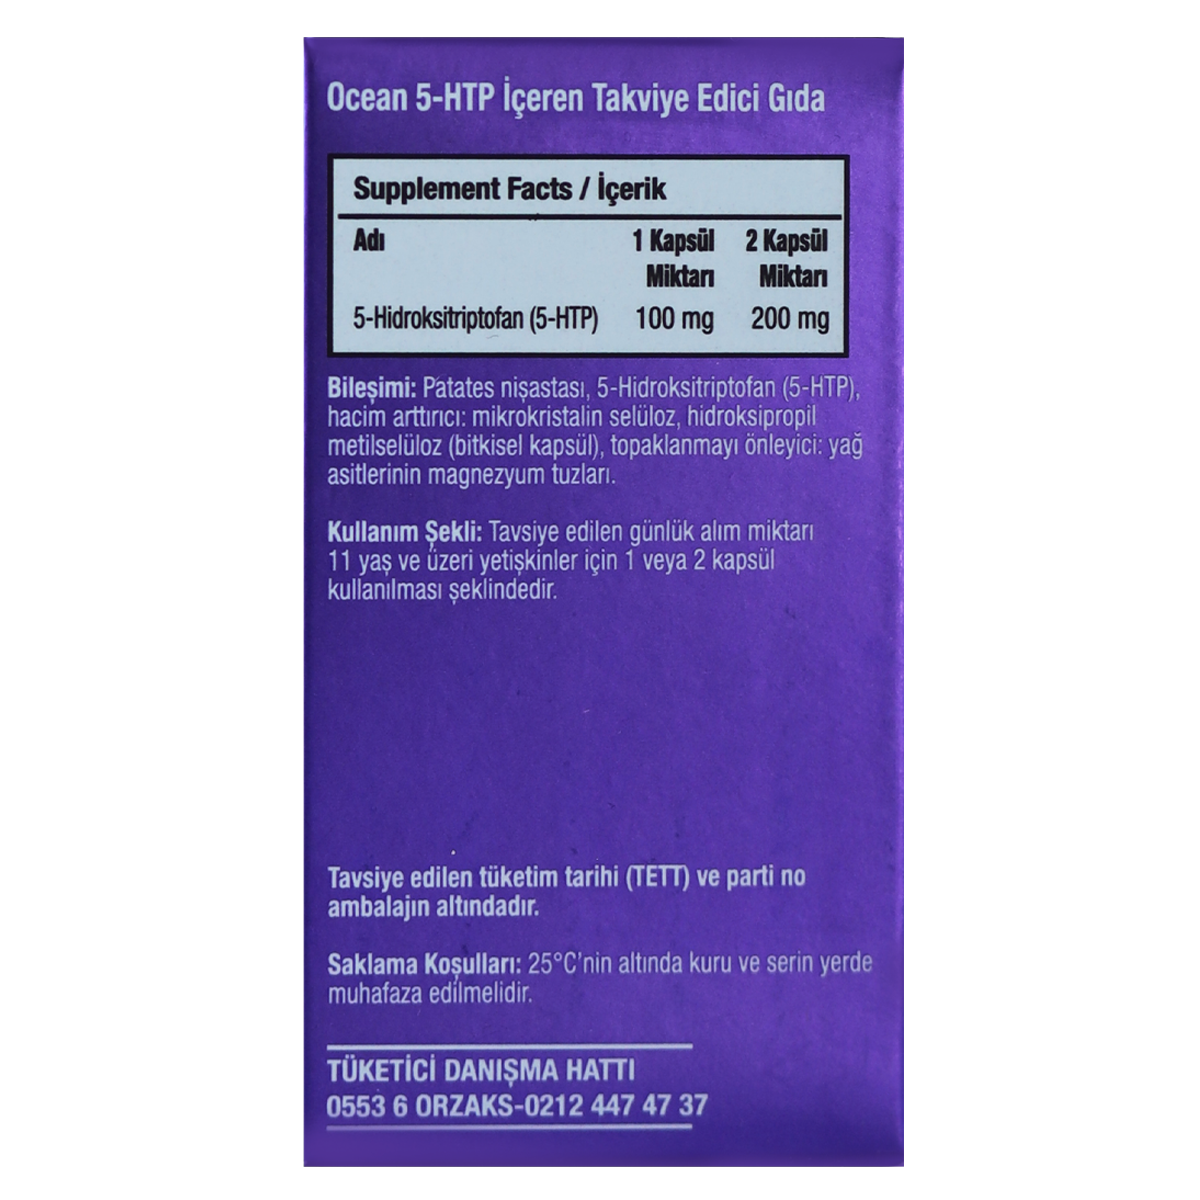 Ocean 5-HTP İçeren Takviye Edici Gıda
Supplement Facts / İçerik
Adı 1 Kapsül 2 Kapsül
Miktarı Miktarı
5-Hidroksitriptofan (5-HTP) 100 mg 200 mg
Bileşimi: Patates nişastası, 5-Hidroksitriptofan (5-HTP),
hacim arttırıcı: mikrokristalin selüloz, hidroksipropil
metilselüloz (bitkisel kapsül), topaklanmayı önleyici: yağ
asitlerinin magnezyum tuzları.
Kullanım Şekli: Tavsiye edilen günlük alım miktarı
11 yaş ve üzeri yetişkinler için 1 veya 2 kapsül
kullanılması şeklindedir.
Tavsiye edilen tüketim tarihi (TETT) ve parti no
ambalajın altındadır.
Saklama Koşulları: 25°C'nin altında kuru ve serin yerde
muhafaza edilmelidir.
TÜKETİCİ DANIŞMA HATTI
0553 6 ORZAKS-0212 447 47 37